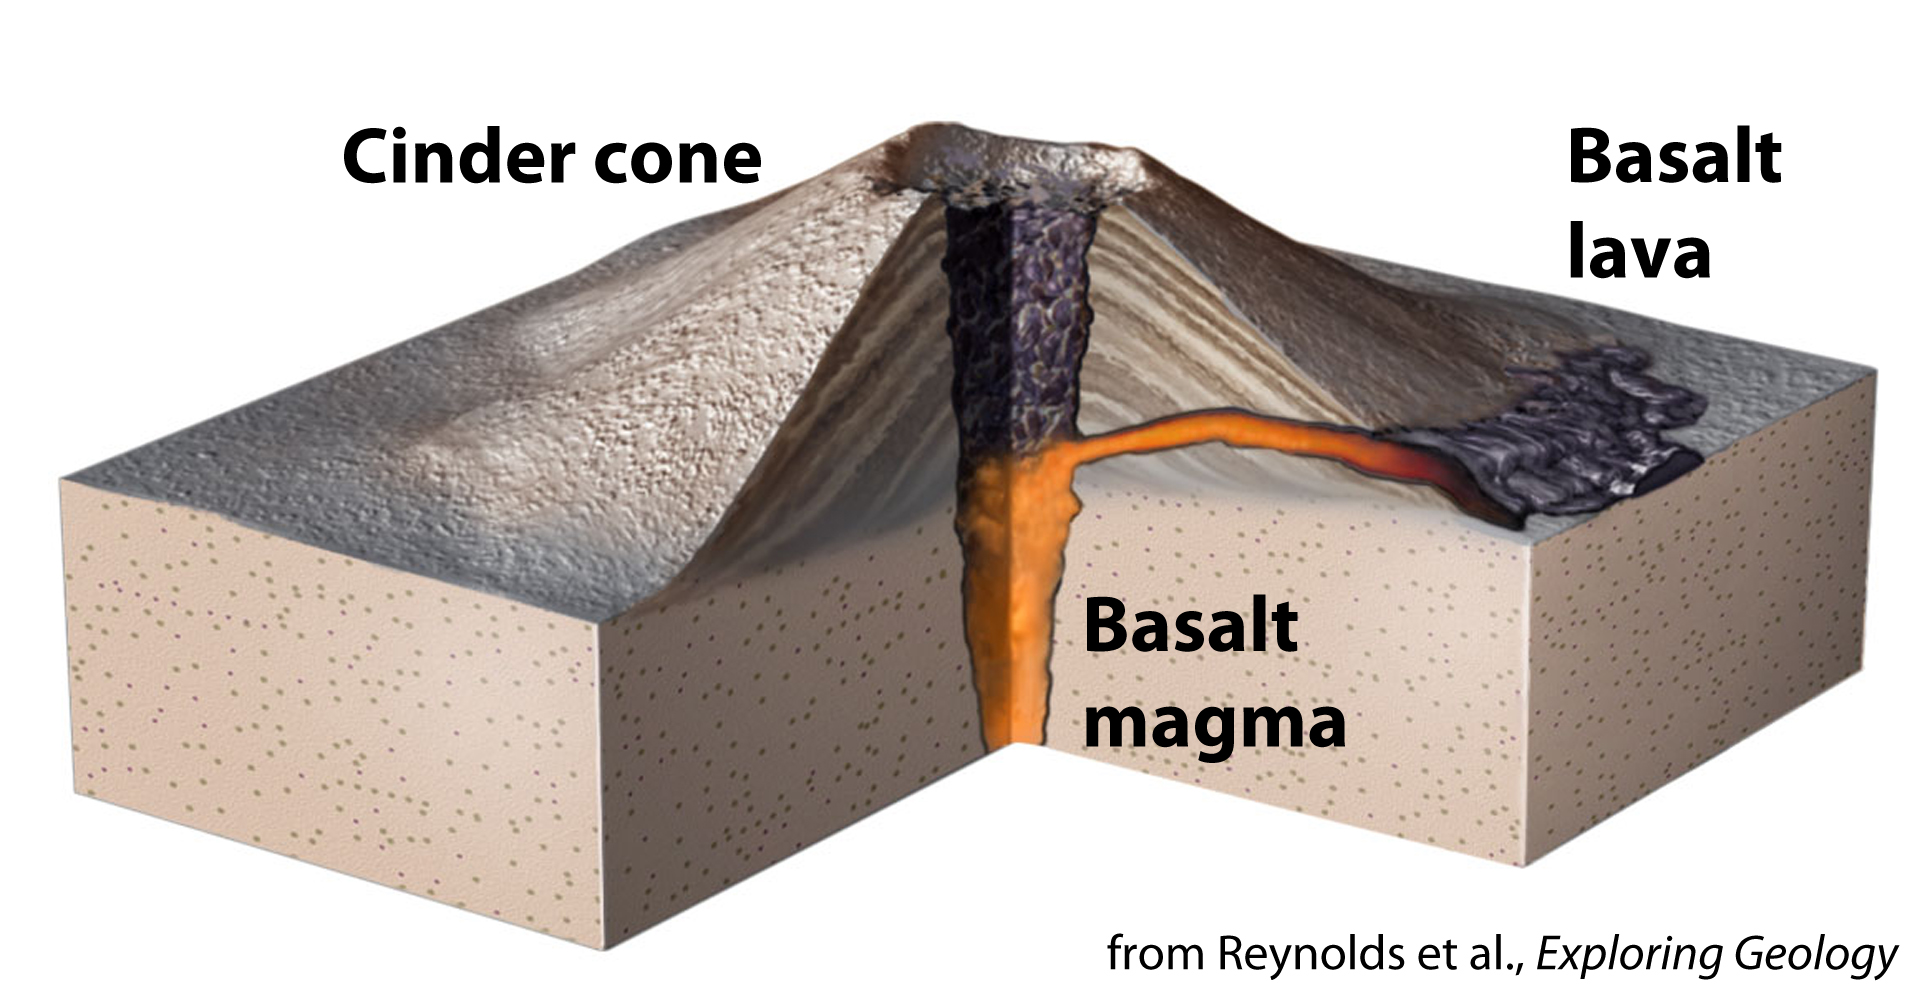 Cinder cone
Basalt
lava
Basalt
magma
from Reynolds et al., Exploring Geology